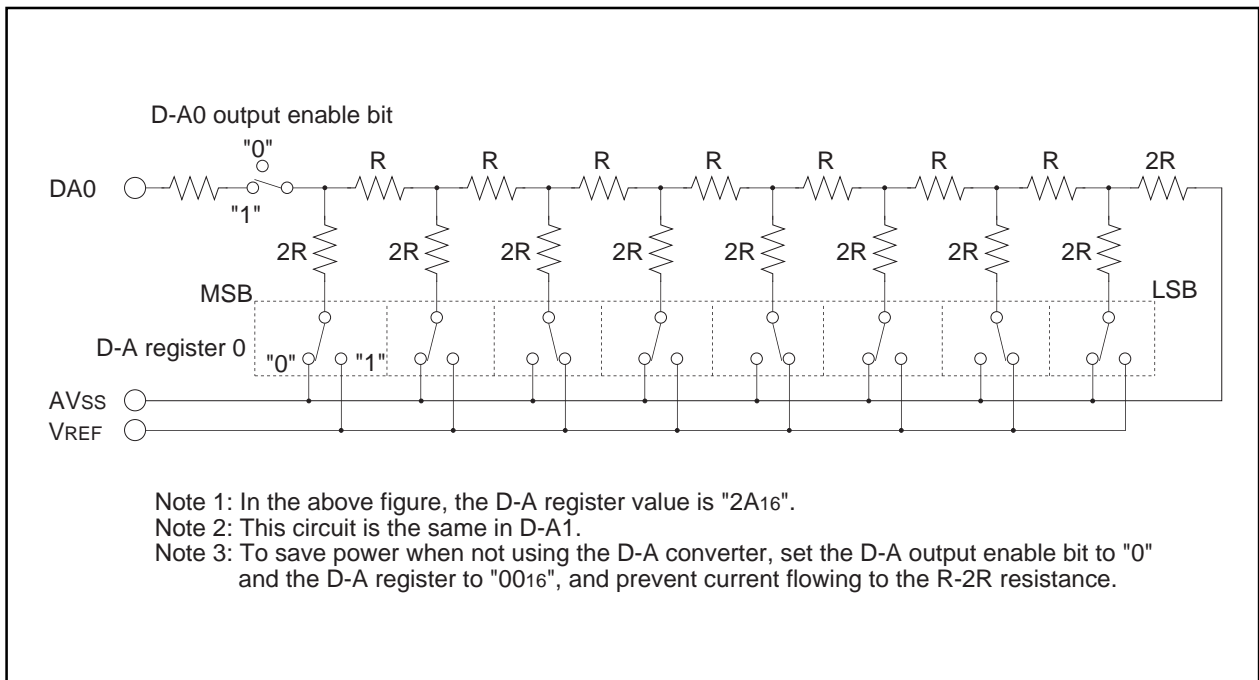 D-A0 output enable bit
"0"
R R R R R R R 2R
DA0
"1"
2R 2R 2R 2R 2R 2R 2R 2R
MSB LSB
D-A register 0 "0" "1"
AVSS
VREF
Note 1: In the above figure, the D-A register value is "2A16".
Note 2: This circuit is the same in D-A1.
Note 3: To save power when not using the D-A converter, set the D-A output enable bit to "0"
and the D-A register to "0016", and prevent current flowing to the R-2R resistance.